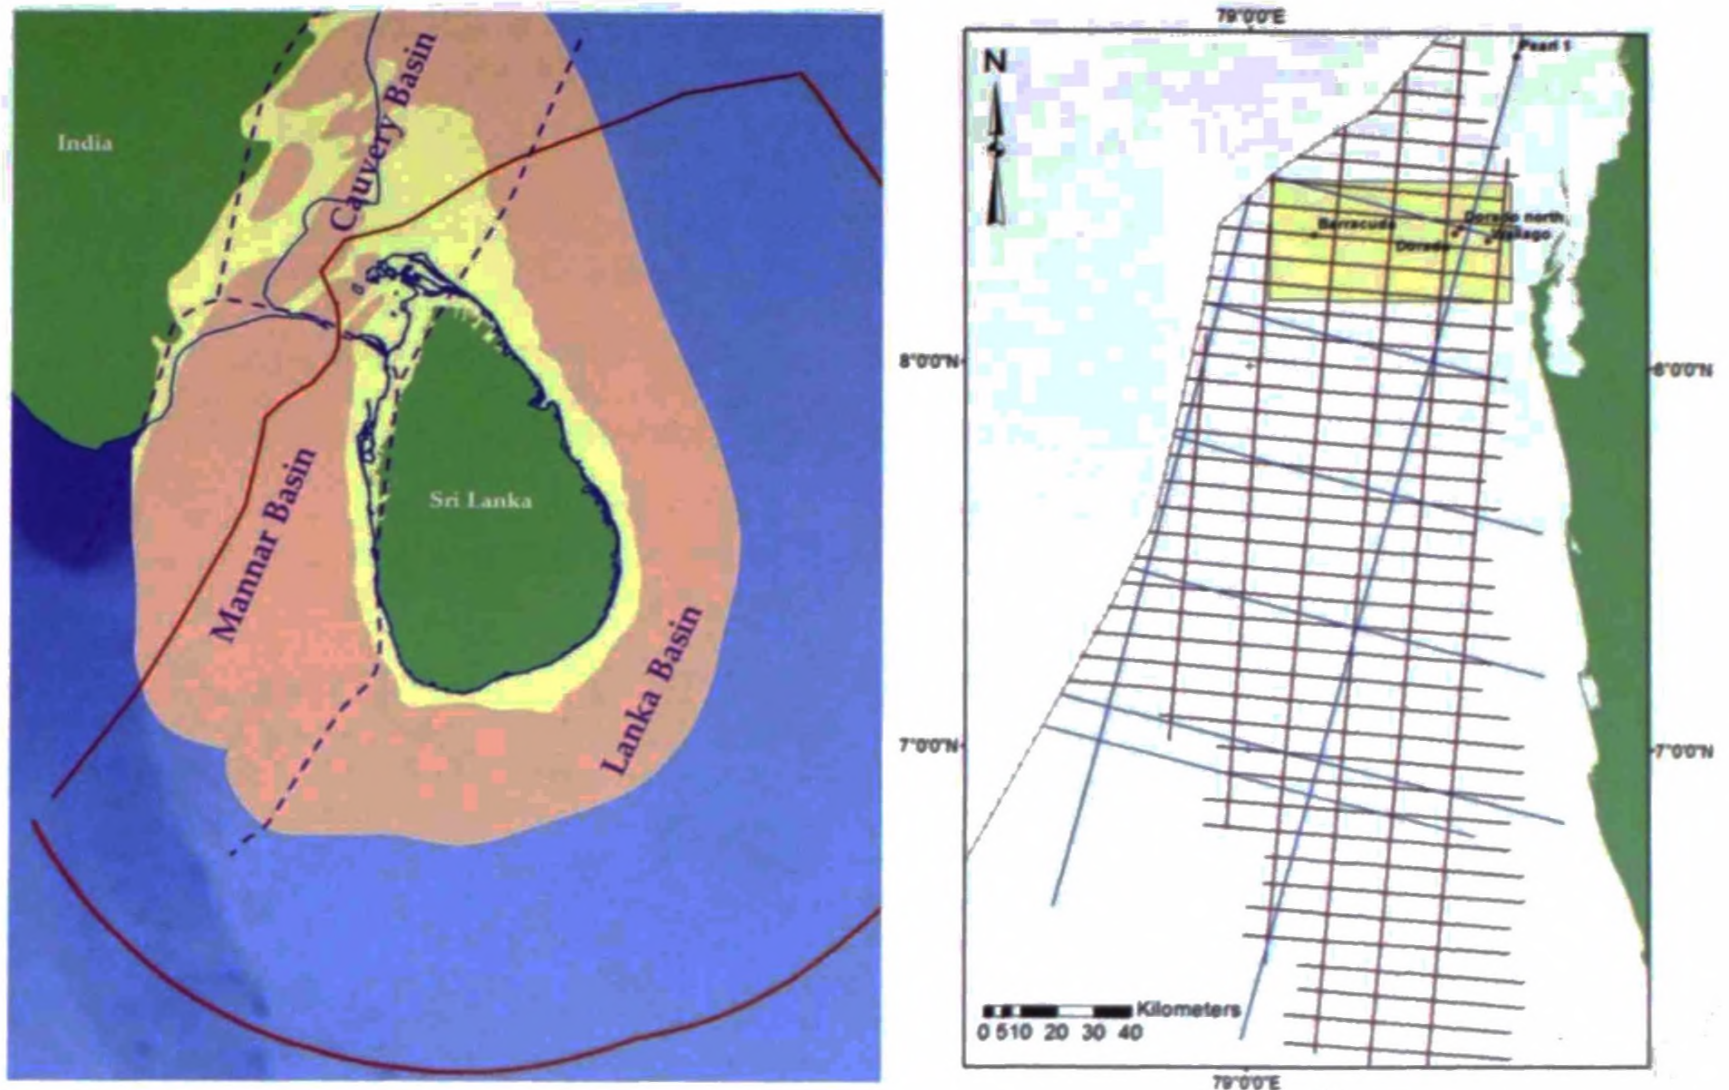 India
Cauvery Basin
Sri Lanka
Mannar Basin
Lanka Basin
79°0'0"E
N
Pearl 1
Dorado north
Barracuda
Wallago
Dorado
8°0'0"N
8°0'0"N
7°0'0"N
7°0'0"N
Kilometers
0 5 10 20 30 40
79°0'0"E